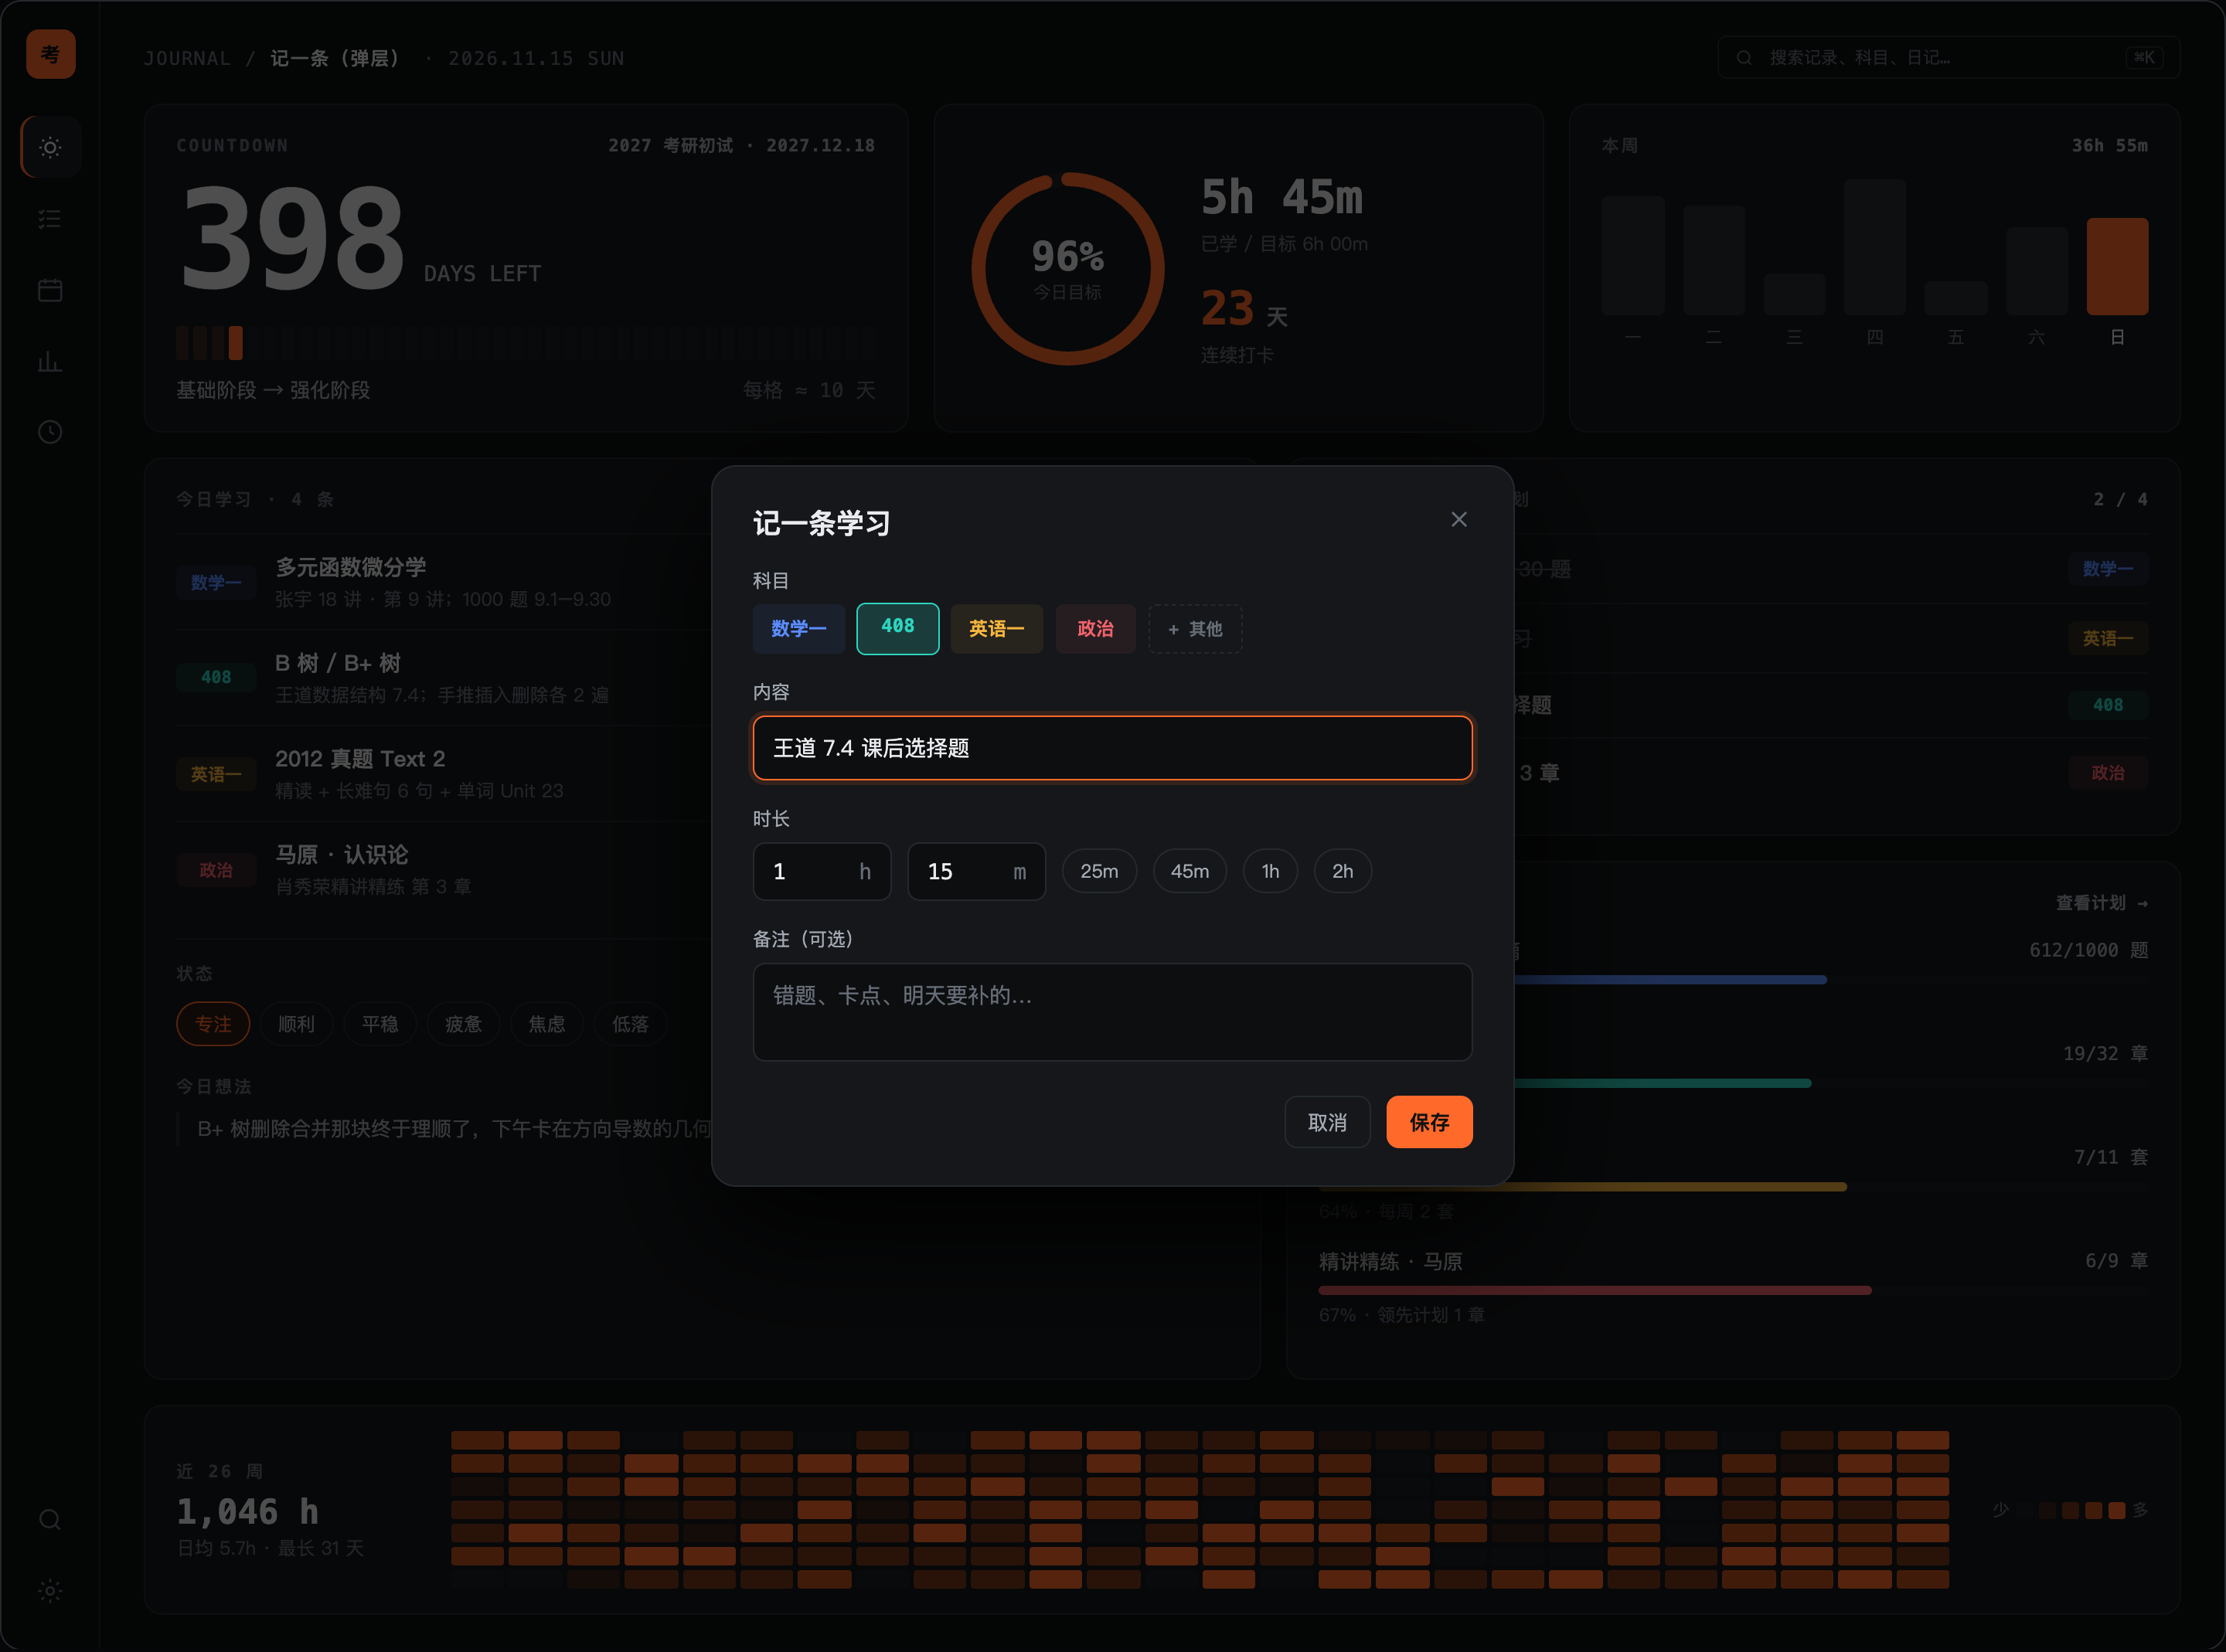 考
JOURNAL / 记一条（弹层） · 2026.11.15 SUN
搜索记录、科目、日记… ⌘K
COUNTDOWN 2027 考研初试 · 2027.12.18
398 DAYS LEFT
基础阶段 → 强化阶段 每格 ≈ 10 天
96%
今日目标
5h 45m
已学 / 目标 6h 00m
23 天
连续打卡
本周 36h 55m
一 二 三 四 五 六 日
今日学习 · 4 条
数学一 多元函数微分学
张宇 18 讲 · 第 9 讲；1000 题 9.1—9.30
408 B 树 / B+ 树
王道数据结构 7.4；手推插入删除各 2 遍
英语一 2012 真题 Text 2
精读 + 长难句 6 句 + 单词 Unit 23
政治 马原 · 认识论
肖秀荣精讲精练 第 3 章
状态
专注 顺利 平稳 疲惫 焦虑 低落
今日想法
B+ 树删除合并那块终于理顺了，下午卡在方向导数的几何
记一条学习
科目
数学一 408 英语一 政治 + 其他
内容
王道 7.4 课后选择题
时长
1 h 15 m 25m 45m 1h 2h
备注（可选）
错题、卡点、明天要补的…
取消 保存
划 2 / 4
30 题 数学一
习 英语一
择题 408
3 章 政治
查看计划 →
612/1000 题
19/32 章
7/11 套
64% · 每周 2 套
精讲精练 · 马原 6/9 章
67% · 领先计划 1 章
近 26 周
1,046 h
日均 5.7h · 最长 31 天
少 多